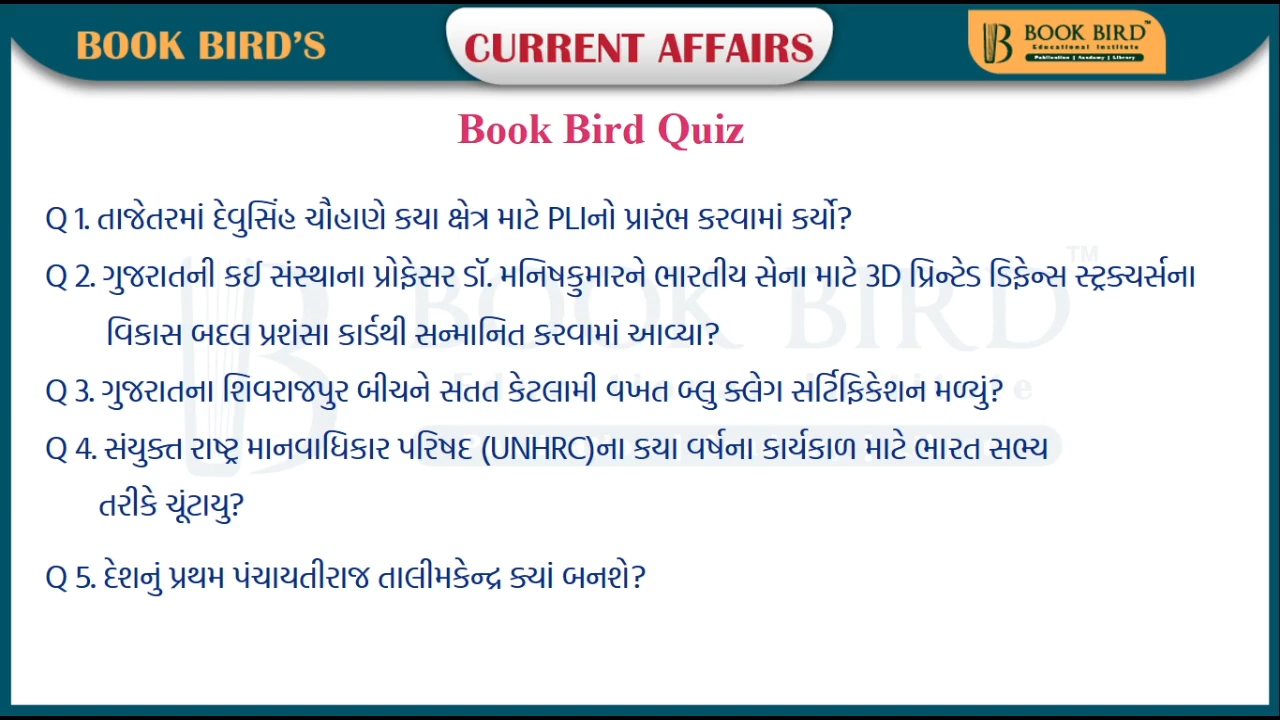 BOOK BIRD'S
CURRENT AFFAIRS
BOOK BIRD™
Educational Institute
Publication | Academy | Library
Book Bird Quiz
Q 1. તાજેતરમાં દેવુસિંહ ચૌહાણે કયા ક્ષેત્ર માટે PLIનો પ્રારંભ કરવામાં કર્યો?
Q 2. ગુજરાતની કઈ સંસ્થાના પ્રોફેસર ડૉ. મનિષકુમારને ભારતીય સેના માટે 3D પ્રિન્ટેડ ડિફેન્સ સ્ટ્રક્ચર્સના
વિકાસ બદલ પ્રશંસા કાર્ડથી સન્માનિત કરવામાં આવ્યા?
Q 3. ગુજરાતના શિવરાજપુર બીચને સતત કેટલામી વખત બ્લુ ફ્લેગ સર્ટિફિકેશન મળ્યું?
Q 4. સંયુક્ત રાષ્ટ્ર માનવાધિકાર પરિષદ (UNHRC)ના કયા વર્ષના કાર્યકાળ માટે ભારત સભ્ય
તરીકે ચૂંટાયુ?
Q 5. દેશનું પ્રથમ પંચાયતીરાજ તાલીમકેન્દ્ર ક્યાં બનશે?